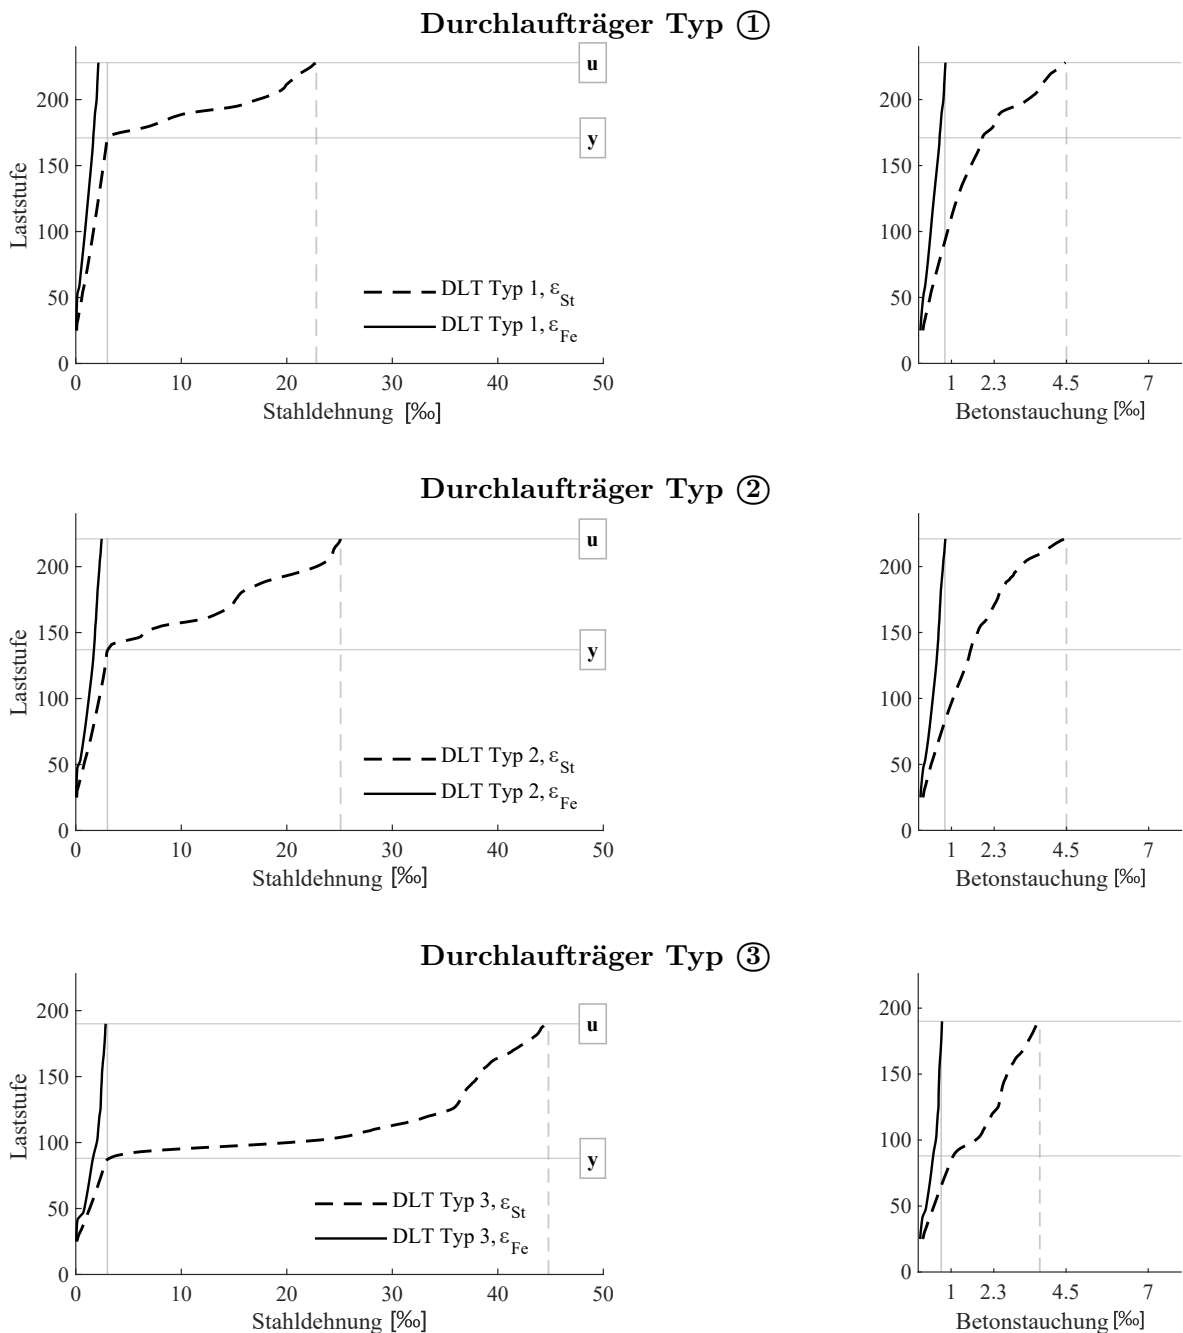 Durchlaufträger Typ ①
Laststufe
200
150
100
50
0
u
y
DLT Typ 1, ε_St
DLT Typ 1, ε_Fe
0 10 20 30 40 50
Stahldehnung [‰]
200
150
100
50
0
1 2.3 4.5 7
Betonstauchung [‰]
Durchlaufträger Typ ②
Laststufe
200
150
100
50
0
u
y
DLT Typ 2, ε_St
DLT Typ 2, ε_Fe
0 10 20 30 40 50
Stahldehnung [‰]
200
150
100
50
0
1 2.3 4.5 7
Betonstauchung [‰]
Durchlaufträger Typ ③
Laststufe
200
150
100
50
0
u
y
DLT Typ 3, ε_St
DLT Typ 3, ε_Fe
0 10 20 30 40 50
Stahldehnung [‰]
200
150
100
50
0
1 2.3 4.5 7
Betonstauchung [‰]